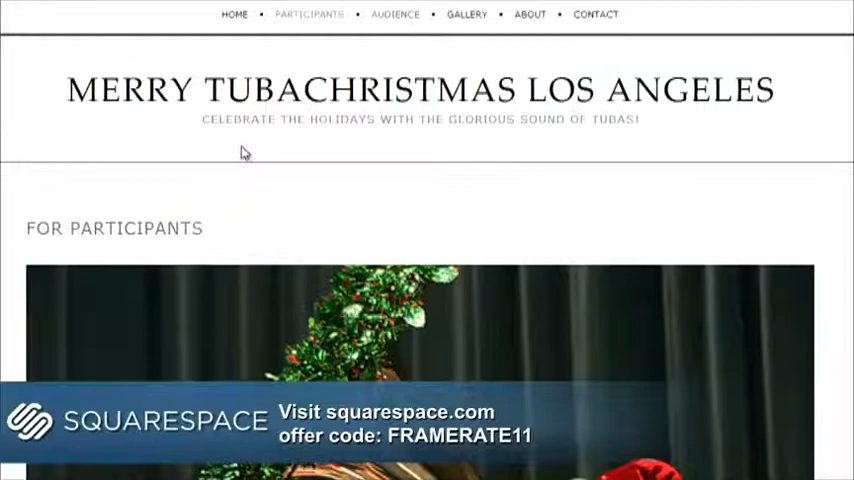 HOME • PARTICIPANTS • AUDIENCE • GALLERY • ABOUT • CONTACT
MERRY TUBACHRISTMAS LOS ANGELES
CELEBRATE THE HOLIDAYS WITH THE GLORIOUS SOUND OF TUBAS!
FOR PARTICIPANTS
SQUARESPACE
Visit squarespace.com
offer code: FRAMERATE11